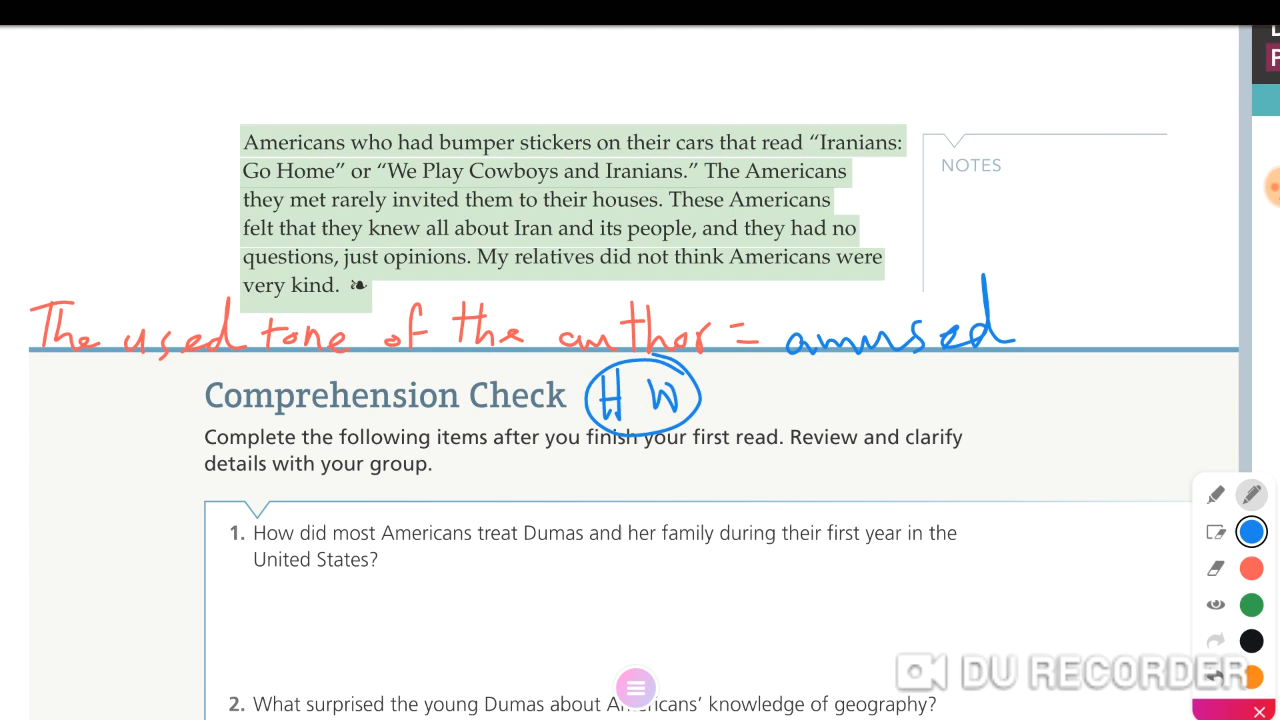 Americans who had bumper stickers on their cars that read “Iranians:
Go Home” or “We Play Cowboys and Iranians.” The Americans
they met rarely invited them to their houses. These Americans
felt that they knew all about Iran and its people, and they had no
questions, just opinions. My relatives did not think Americans were
very kind. ❧
NOTES
The used tone of the author = amused
Comprehension Check H W
Complete the following items after you finish your first read. Review and clarify
details with your group.
1. How did most Americans treat Dumas and her family during their first year in the
United States?
2. What surprised the young Dumas about Americans’ knowledge of geography?
DU RECORDER